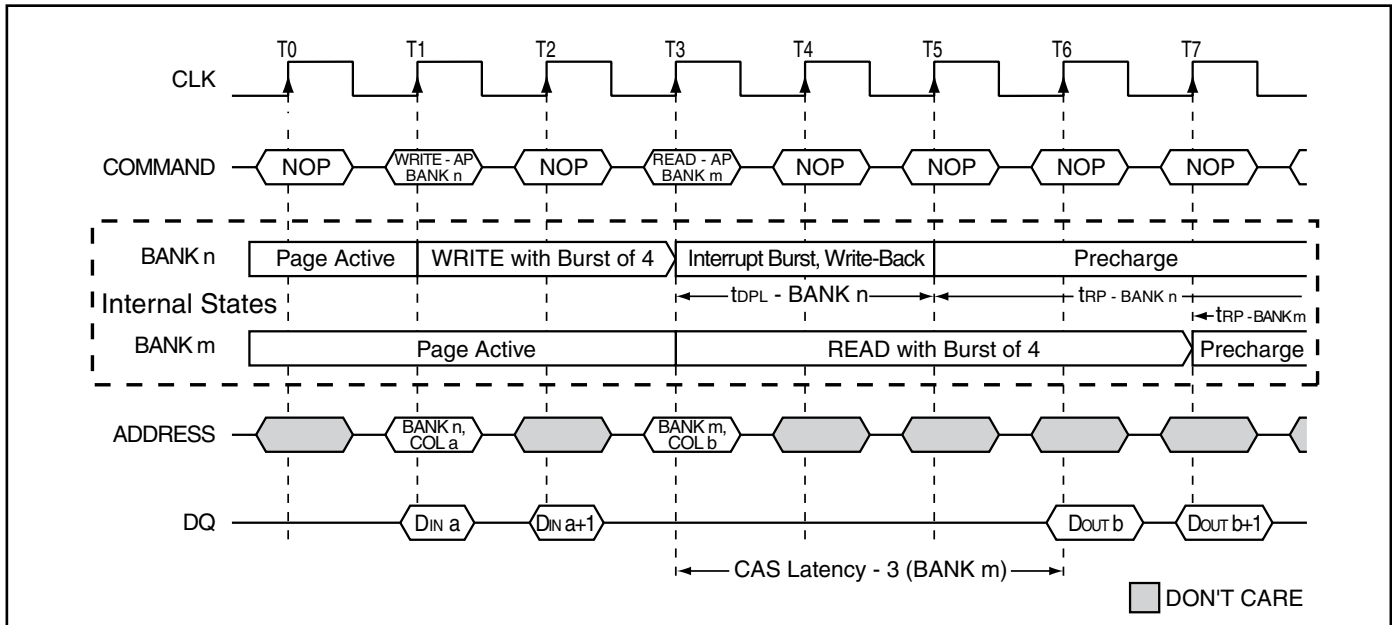 T0 T1 T2 T3 T4 T5 T6 T7
CLK
COMMAND NOP WRITE - AP BANK n NOP READ - AP BANK m NOP NOP NOP NOP
BANK n Page Active WRITE with Burst of 4 Interrupt Burst, Write-Back Precharge
tDPL - BANK n tRP - BANK n
Internal States
tRP - BANK m
BANK m Page Active READ with Burst of 4 Precharge
ADDRESS BANK n, COL a BANK m, COL b
DQ DIN a DIN a+1 DOUT b DOUT b+1
CAS Latency - 3 (BANK m)
DON'T CARE